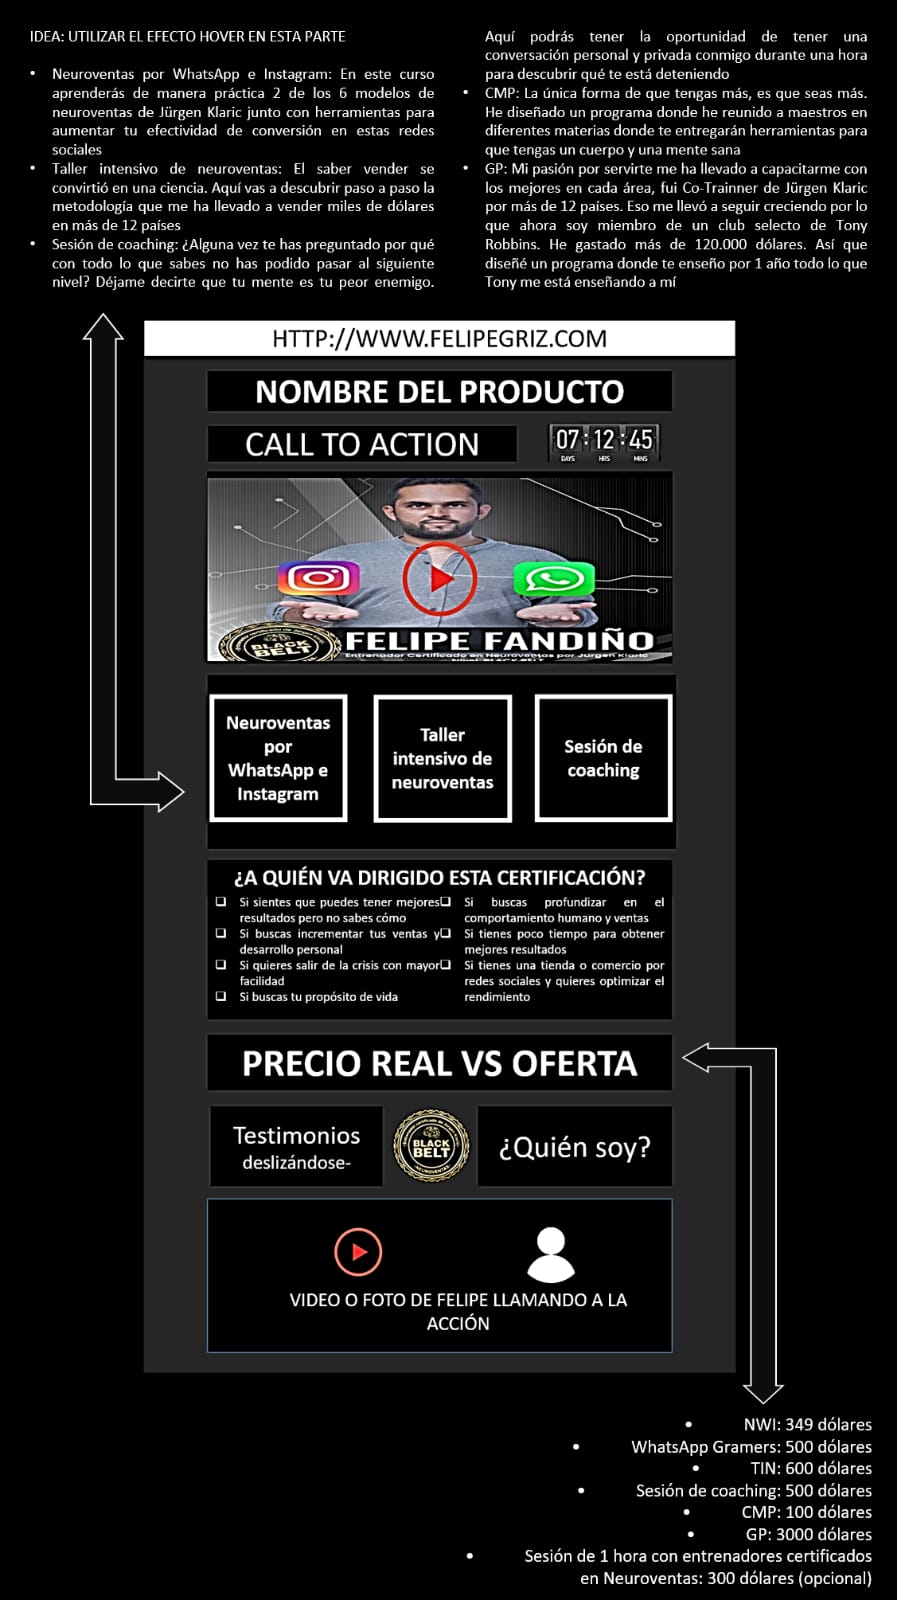 IDEA: UTILIZAR EL EFECTO HOVER EN ESTA PARTE
• Neuroventas por WhatsApp e Instagram: En este curso
aprenderás de manera práctica 2 de los 6 modelos de
neuroventas de Jürgen Klaric junto con herramientas para
aumentar tu efectividad de conversión en estas redes
sociales
• Taller intensivo de neuroventas: El saber vender se
convirtió en una ciencia. Aquí vas a descubrir paso a paso la
metodología que me ha llevado a vender miles de dólares
en más de 12 países
• Sesión de coaching: ¿Alguna vez te has preguntado por qué
con todo lo que sabes no has podido pasar al siguiente
nivel? Déjame decirte que tu mente es tu peor enemigo.
Aquí podrás tener la oportunidad de tener una
conversación personal y privada conmigo durante una hora
para descubrir qué te está deteniendo
• CMP: La única forma de que tengas más, es que seas más.
He diseñado un programa donde he reunido a maestros en
diferentes materias donde te entregarán herramientas para
que tengas un cuerpo y una mente sana
• GP: Mi pasión por servirte me ha llevado a capacitarme con
los mejores en cada área, fui Co-Trainner de Jürgen Klaric
por más de 12 países. Eso me llevó a seguir creciendo por lo
que ahora soy miembro de un club selecto de Tony
Robbins. He gastado más de 120.000 dólares. Así que
diseñé un programa donde te enseño por 1 año todo lo que
Tony me está enseñando a mí
HTTP://WWW.FELIPEGRIZ.COM
NOMBRE DEL PRODUCTO
CALL TO ACTION
07:12:45
DAYS HRS MINS
BLACK
BELT
FELIPE FANDIÑO
Entrenador Certificado en Neuroventas por Jürgen Klaric
Nivel BLACK BELT
Neuroventas
por
WhatsApp e
Instagram
Taller
intensivo de
neuroventas
Sesión de
coaching
¿A QUIÉN VA DIRIGIDO ESTA CERTIFICACIÓN?
❑ Si sientes que puedes tener mejores
resultados pero no sabes cómo
❑ Si buscas incrementar tus ventas y
desarrollo personal
❑ Si quieres salir de la crisis con mayor
facilidad
❑ Si buscas tu propósito de vida
❑ Si buscas profundizar en el
comportamiento humano y ventas
❑ Si tienes poco tiempo para obtener
mejores resultados
❑ Si tienes una tienda o comercio por
redes sociales y quieres optimizar el
rendimiento
PRECIO REAL VS OFERTA
Testimonios
deslizándose-
BLACK
BELT
NEUROVENTAS
¿Quién soy?
VIDEO O FOTO DE FELIPE LLAMANDO A LA
ACCIÓN
• NWI: 349 dólares
• WhatsApp Gramers: 500 dólares
• TIN: 600 dólares
• Sesión de coaching: 500 dólares
• CMP: 100 dólares
• GP: 3000 dólares
• Sesión de 1 hora con entrenadores certificados
en Neuroventas: 300 dólares (opcional)